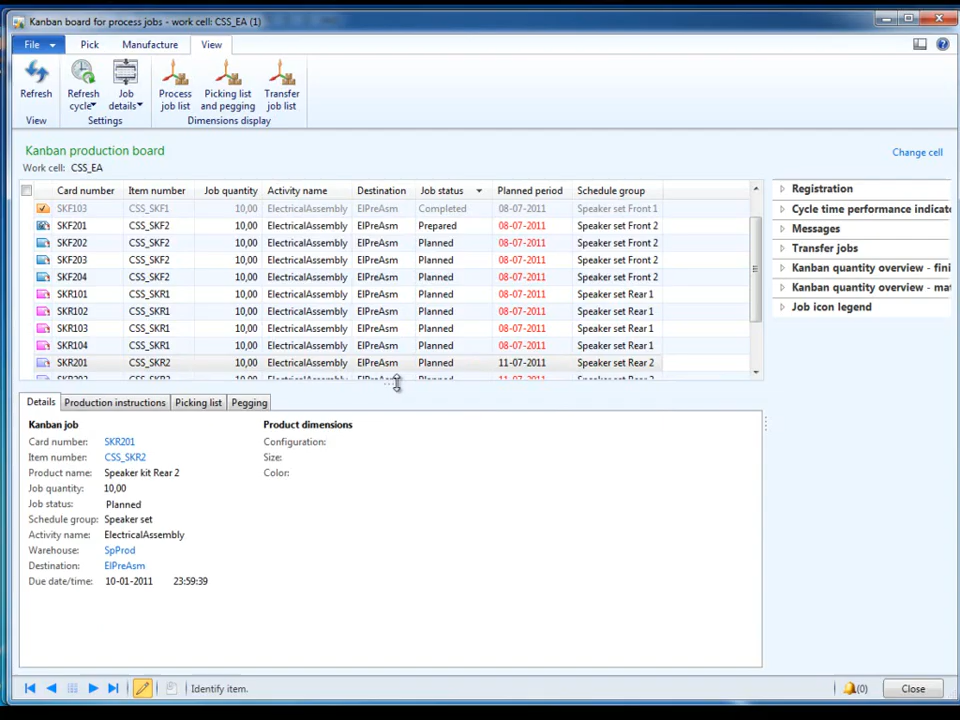 Kanban board for process jobs - work cell: CSS_EA (1)
File Pick Manufacture View
Refresh Refresh cycle Job details Process job list Picking list and pegging Transfer job list
View Settings Dimensions display
Kanban production board
Work cell: CSS_EA Change cell
Card number Item number Job quantity Activity name Destination Job status Planned period Schedule group
SKF103 CSS_SKF1 10,00 ElectricalAssembly ElPreAsm Completed 08-07-2011 Speaker set Front 1
SKF201 CSS_SKF2 10,00 ElectricalAssembly ElPreAsm Prepared 08-07-2011 Speaker set Front 2
SKF202 CSS_SKF2 10,00 ElectricalAssembly ElPreAsm Planned 08-07-2011 Speaker set Front 2
SKF203 CSS_SKF2 10,00 ElectricalAssembly ElPreAsm Planned 08-07-2011 Speaker set Front 2
SKF204 CSS_SKF2 10,00 ElectricalAssembly ElPreAsm Planned 08-07-2011 Speaker set Front 2
SKR101 CSS_SKR1 10,00 ElectricalAssembly ElPreAsm Planned 08-07-2011 Speaker set Rear 1
SKR102 CSS_SKR1 10,00 ElectricalAssembly ElPreAsm Planned 08-07-2011 Speaker set Rear 1
SKR103 CSS_SKR1 10,00 ElectricalAssembly ElPreAsm Planned 08-07-2011 Speaker set Rear 1
SKR104 CSS_SKR1 10,00 ElectricalAssembly ElPreAsm Planned 08-07-2011 Speaker set Rear 1
SKR201 CSS_SKR2 10,00 ElectricalAssembly ElPreAsm Planned 11-07-2011 Speaker set Rear 2
Registration
Cycle time performance indicato
Messages
Transfer jobs
Kanban quantity overview - fini
Kanban quantity overview - ma
Job icon legend
Details Production instructions Picking list Pegging
Kanban job Product dimensions
Card number: SKR201 Configuration:
Item number: CSS_SKR2 Size:
Product name: Speaker kit Rear 2 Color:
Job quantity: 10,00
Job status: Planned
Schedule group: Speaker set
Activity name: ElectricalAssembly
Warehouse: SpProd
Destination: ElPreAsm
Due date/time: 10-01-2011 23:59:39
Identify item. (0) Close